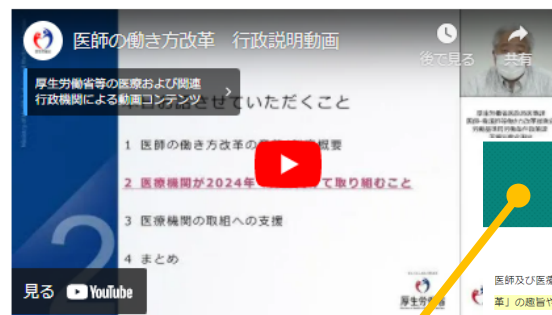 医師の働き方改革 行政説明動画
後で見る
共有
厚生労働省等の医療および関連
行政機関による動画コンテンツ
お話させていただくこと
1 医師の働き方改革の
概要
2 医療機関が2024年
て取り組むこと
3 医療機関の取組への支援
4 まとめ
2
見る YouTube
厚生労
医師及び医療
革」の趣旨や